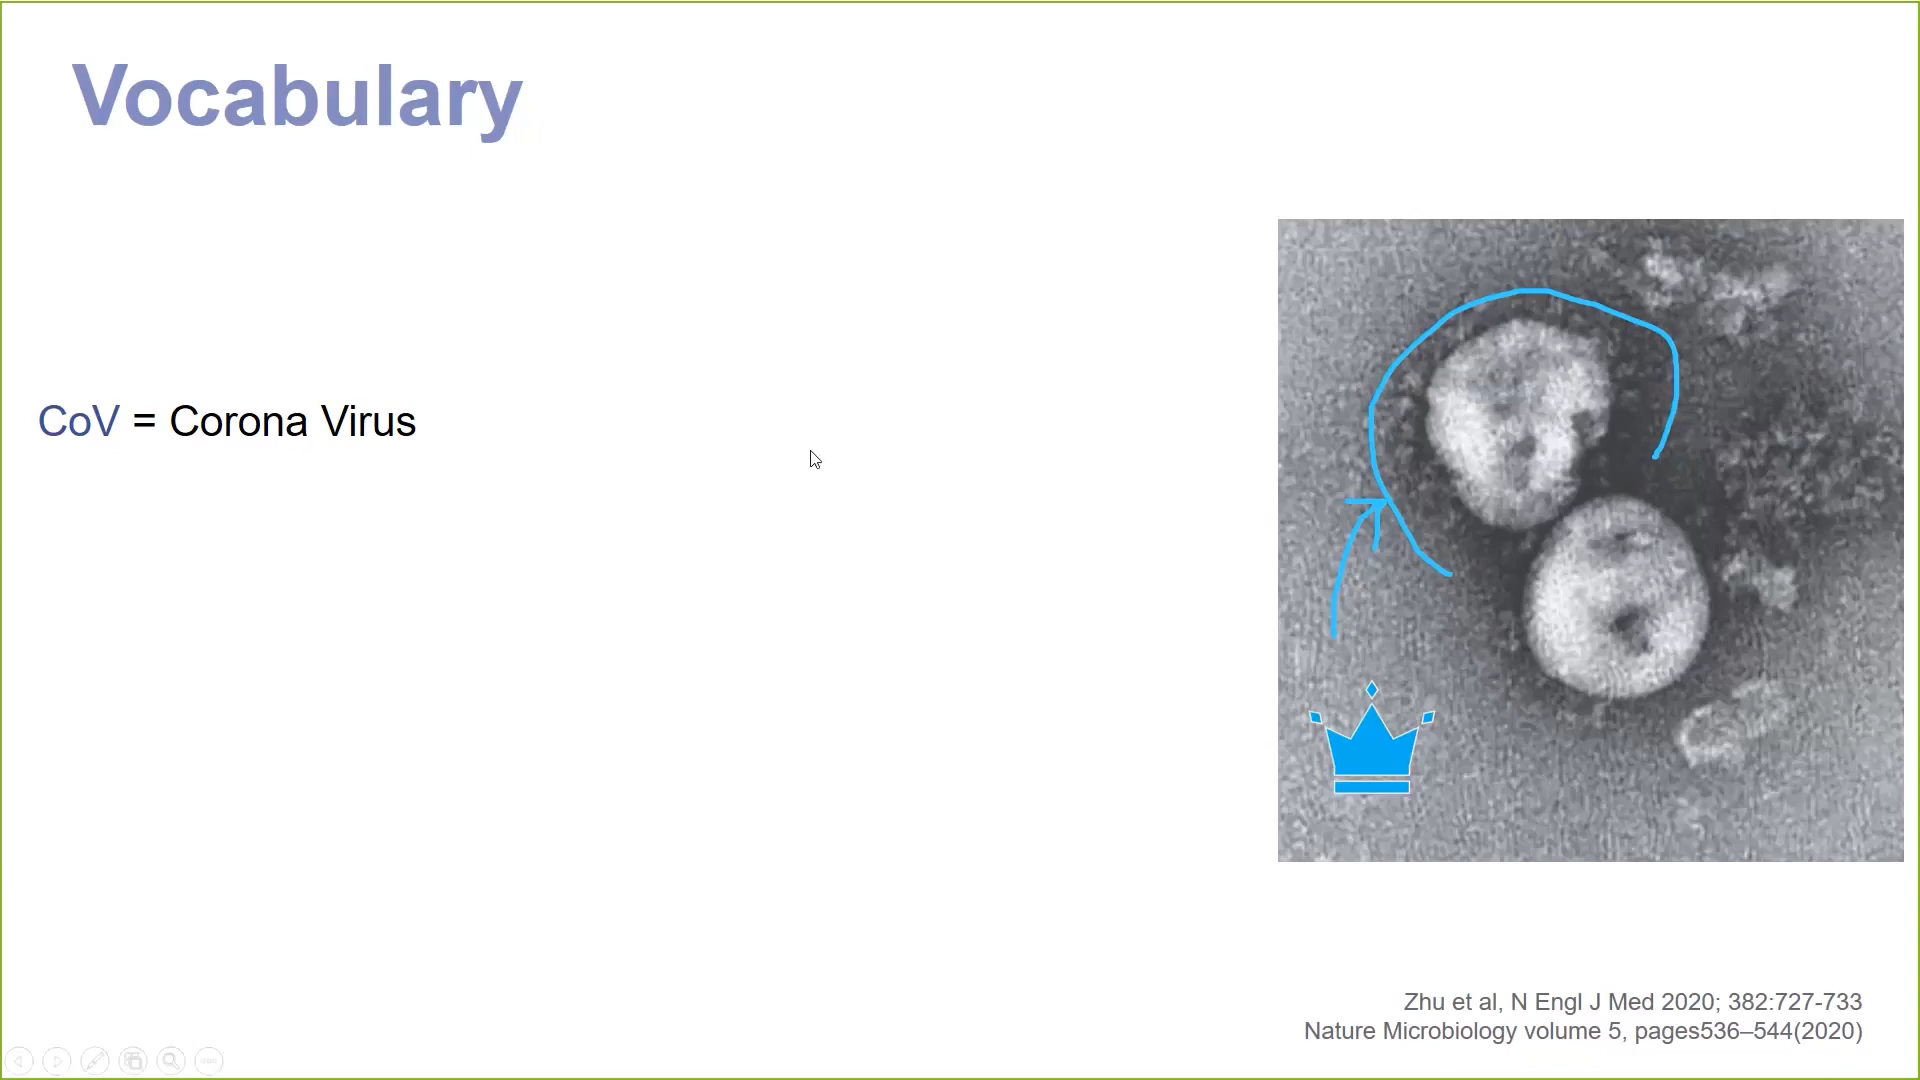 Vocabulary
CoV = Corona Virus
Zhu et al, N Engl J Med 2020; 382:727-733
Nature Microbiology volume 5, pages536–544(2020)